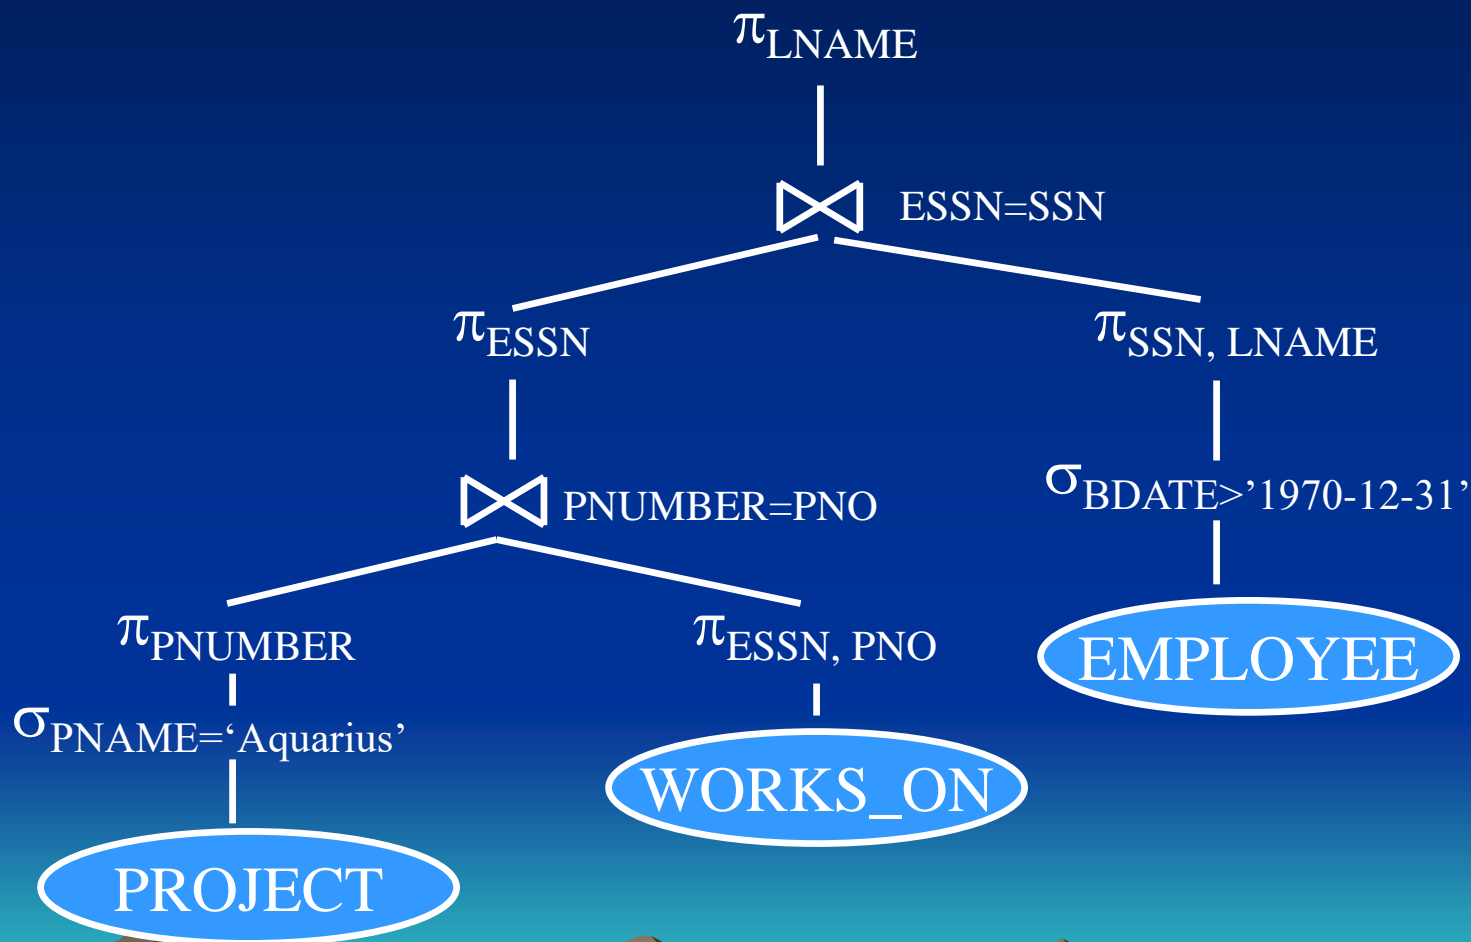 πLNAME
ESSN=SSN
πESSN
πSSN, LNAME
σBDATE>’1970-12-31’
PNUMBER=PNO
πPNUMBER
πESSN, PNO
EMPLOYEE
σPNAME=‘Aquarius’
WORKS_ON
PROJECT